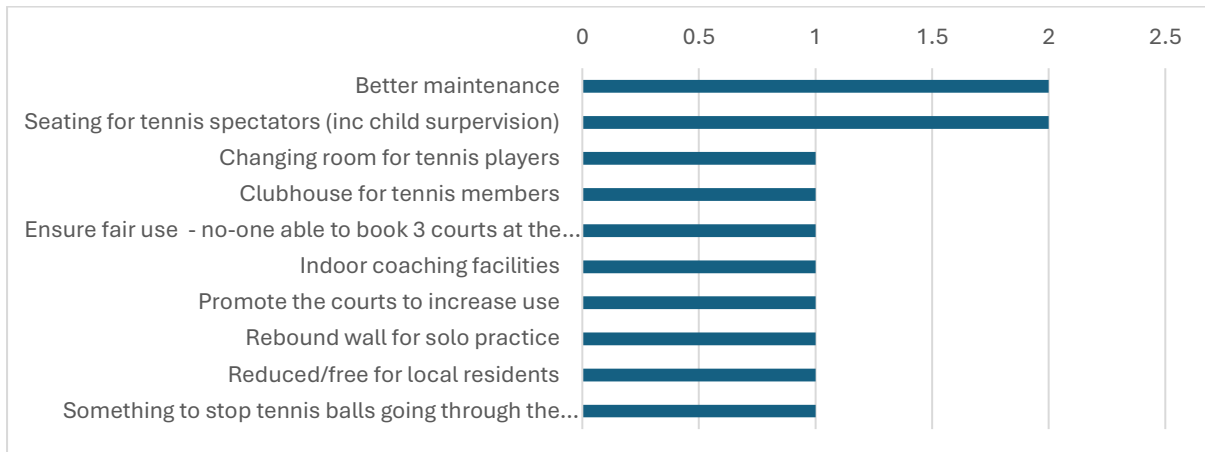 0 0.5 1 1.5 2 2.5
Better maintenance
Seating for tennis spectators (inc child surpervision)
Changing room for tennis players
Clubhouse for tennis members
Ensure fair use  - no-one able to book 3 courts at the...
Indoor coaching facilities
Promote the courts to increase use
Rebound wall for solo practice
Reduced/free for local residents
Something to stop tennis balls going through the...